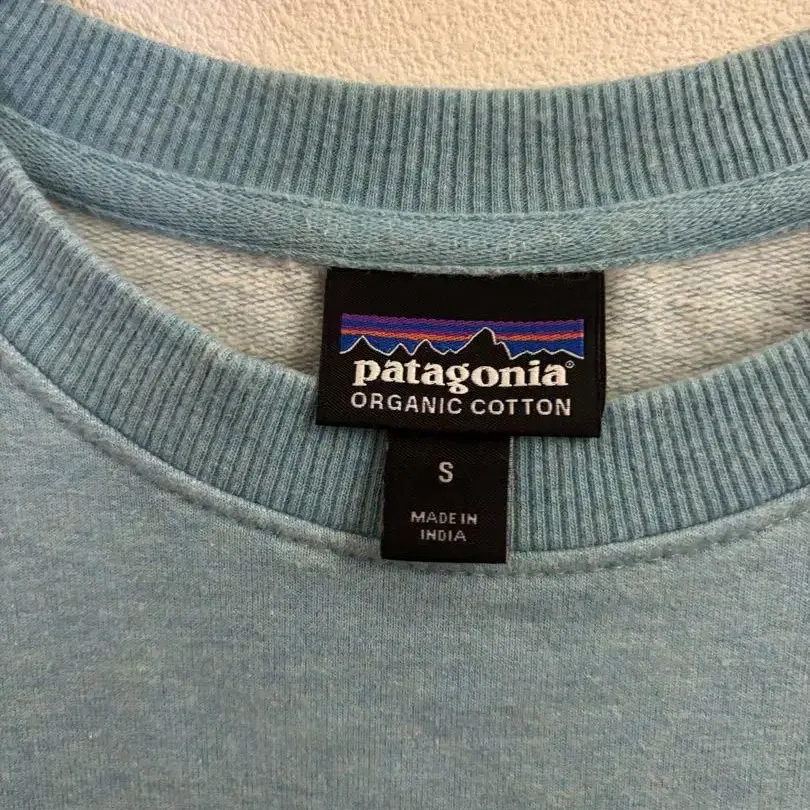 patagonia®
ORGANIC COTTON
S
MADE IN
INDIA